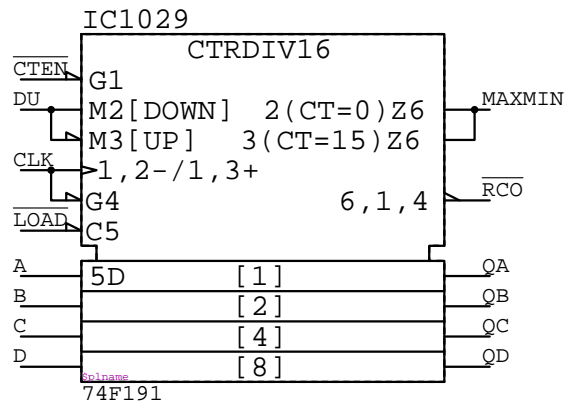 IC1029
CTRDIV16
CTEN G1
DU M2[DOWN] 2(CT=0)Z6 MAXMIN
M3[UP] 3(CT=15)Z6
CLK 1,2-/1,3+
G4 6,1,4 RCO
LOAD C5
A 5D [1] QA
B [2] QB
C [4] QC
D [8] QD
$plname
74F191